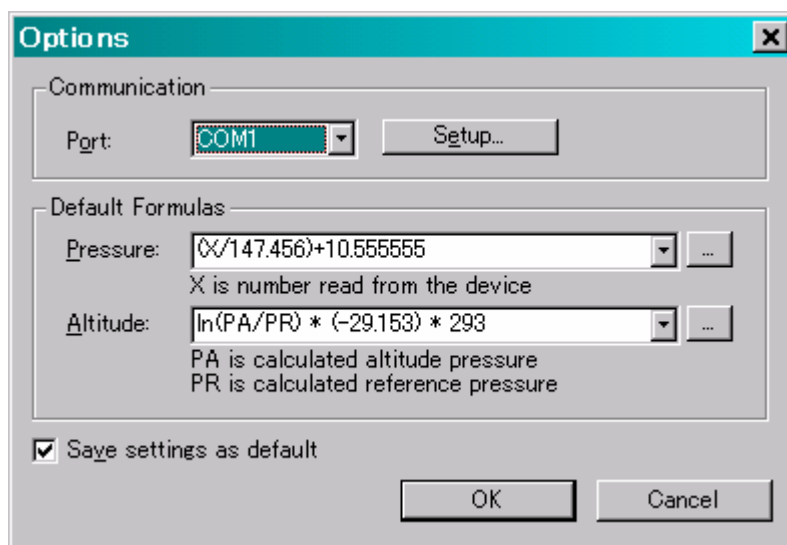 Options
Communication
Port: COM1 Setup...
Default Formulas
Pressure: (X/147.456)+10.555555 ...
X is number read from the device
Altitude: ln(PA/PR) * (-29.153) * 293 ...
PA is calculated altitude pressure
PR is calculated reference pressure
Save settings as default
OK Cancel